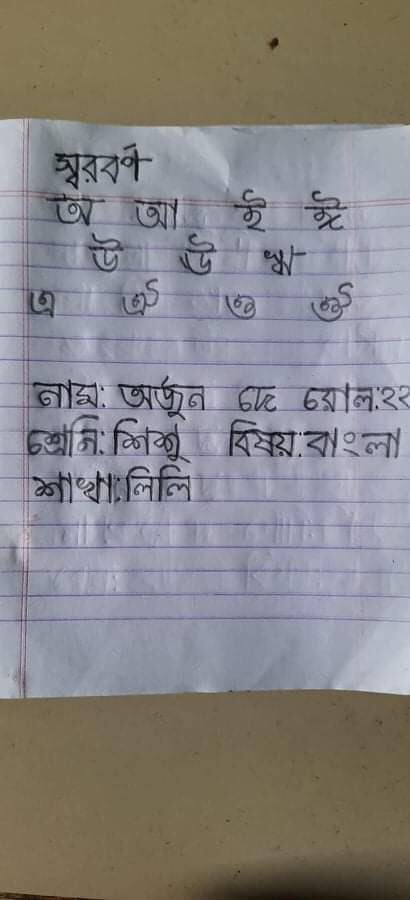 স্বরবর্ণ
অ আ ই ঈ
উ ঊ ঋ
এ ঐ ও ঔ
নাম: অর্জুন দে রোল:২২
শ্রেনি: শিশু বিষয়:বাংলা
শাখা:লিলি